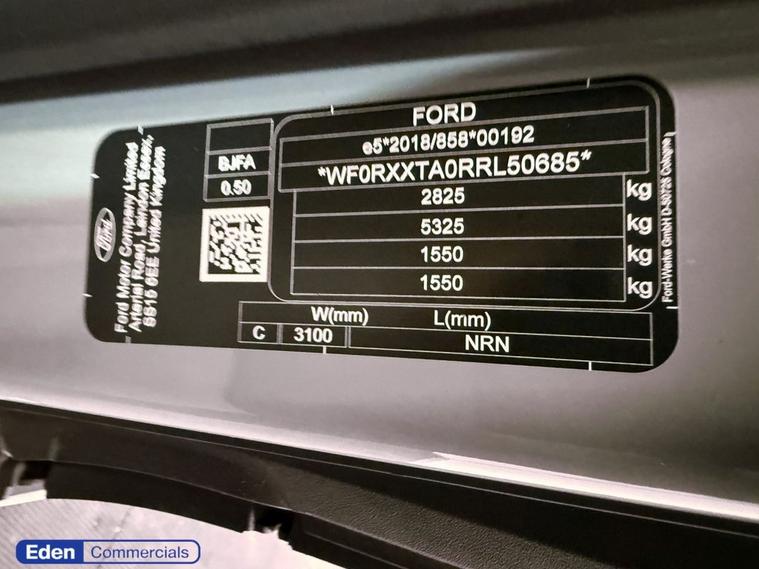 Ford
Ford Motor Company Limited
Arterial Road, Laindon Essex,
SS15 6EE United Kingdom
BJFA
0.50
FORD
e5*2018/858*00192
*WF0RXXTA0RRL50685*
2825 kg
5325 kg
1550 kg
1550 kg
Ford-Werke GmbH D-50725 Cologne
W(mm) L(mm)
C 3100 NRN
Eden Commercials